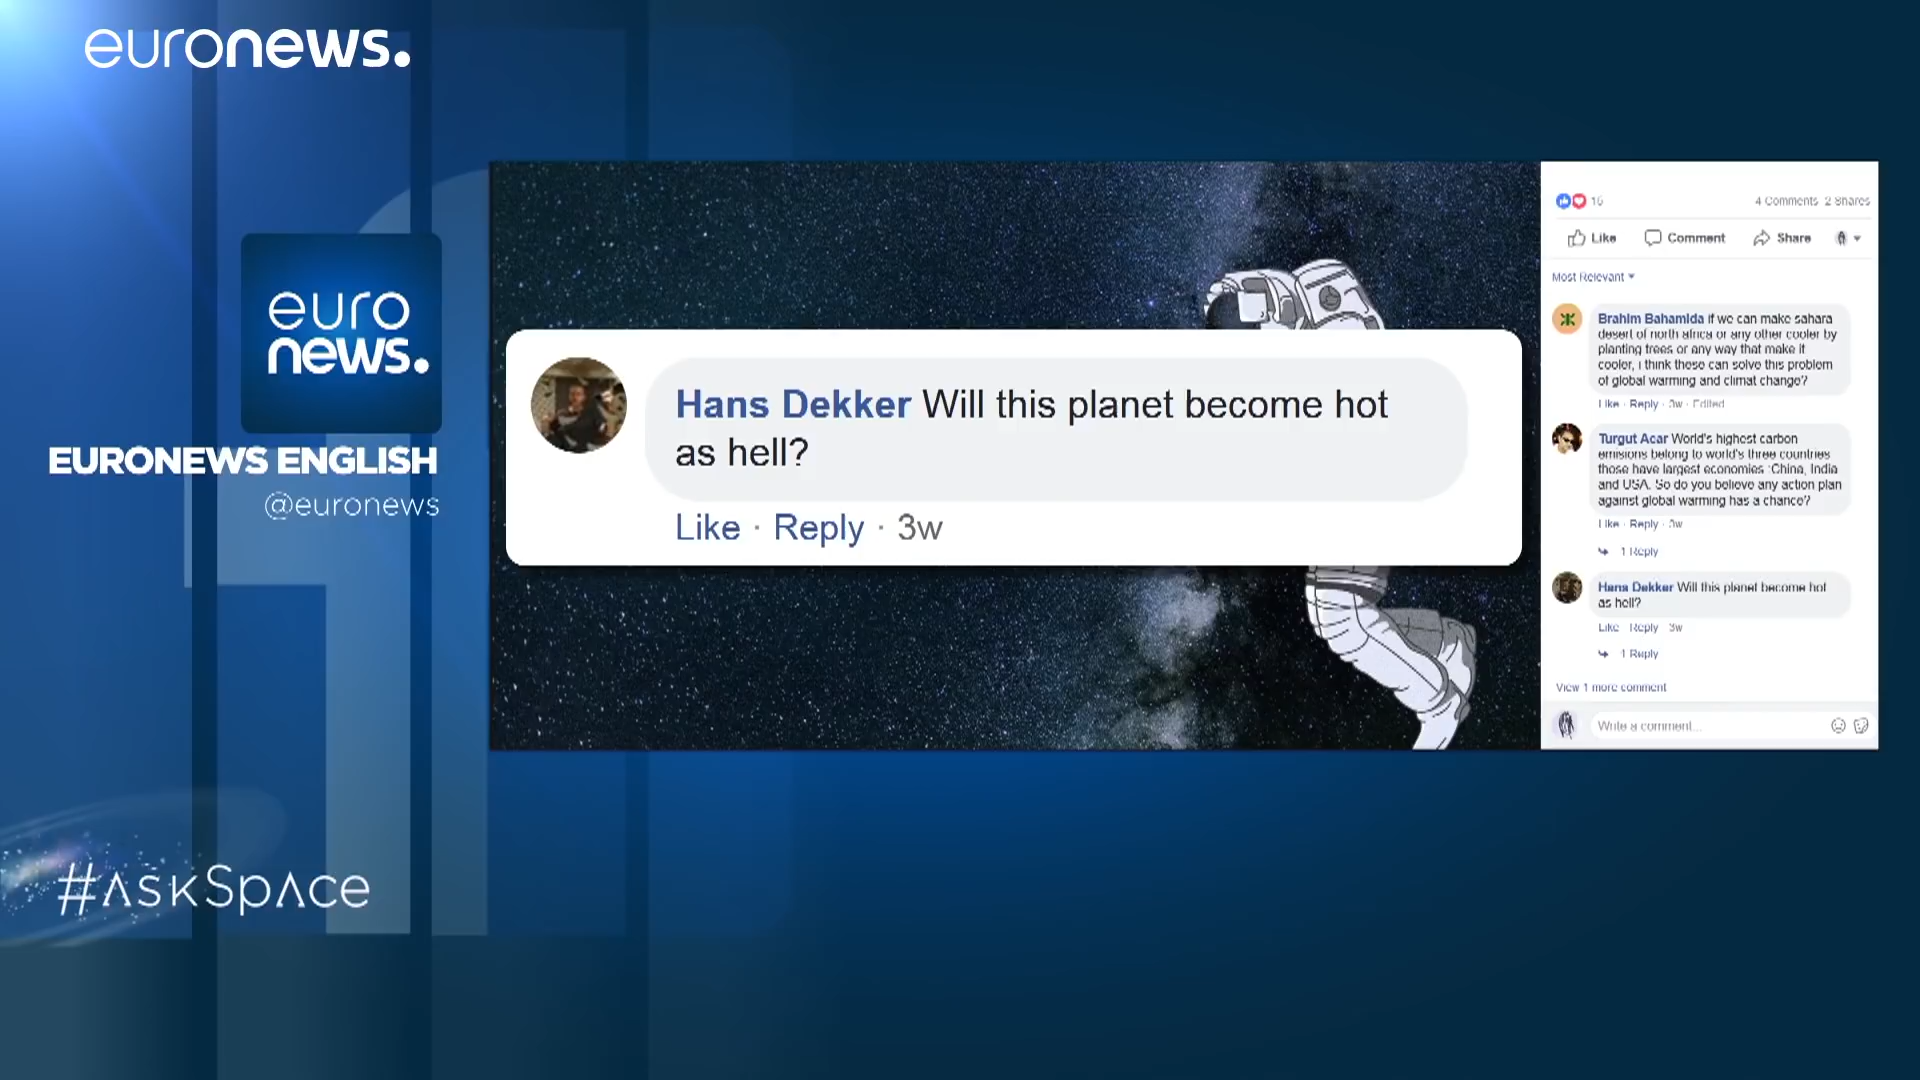 euronews.
euro
news.
EURONEWS ENGLISH
@euronews
#AskSpace
Hans Dekker Will this planet become hot
as hell?
Like · Reply · 3w
16
4 Comments 2 Shares
Like Comment Share
Most Relevant
Brahim Bahamida if we can make sahara
desert of north africa or any other cooler by
planting trees or any way that make it
cooler, i think these can solve this problem
of global warming and climat change?
Like · Reply · 3w · Edited
Turgut Acar World's highest carbon
emisions belong to world's three countries
those have largest economies :China, India
and USA. So do you believe any action plan
against global warming has a chance?
Like · Reply · 3w
1 Reply
Hans Dekker Will this planet become hot
as hell?
Like · Reply · 3w
1 Reply
View 1 more comment
Write a comment...